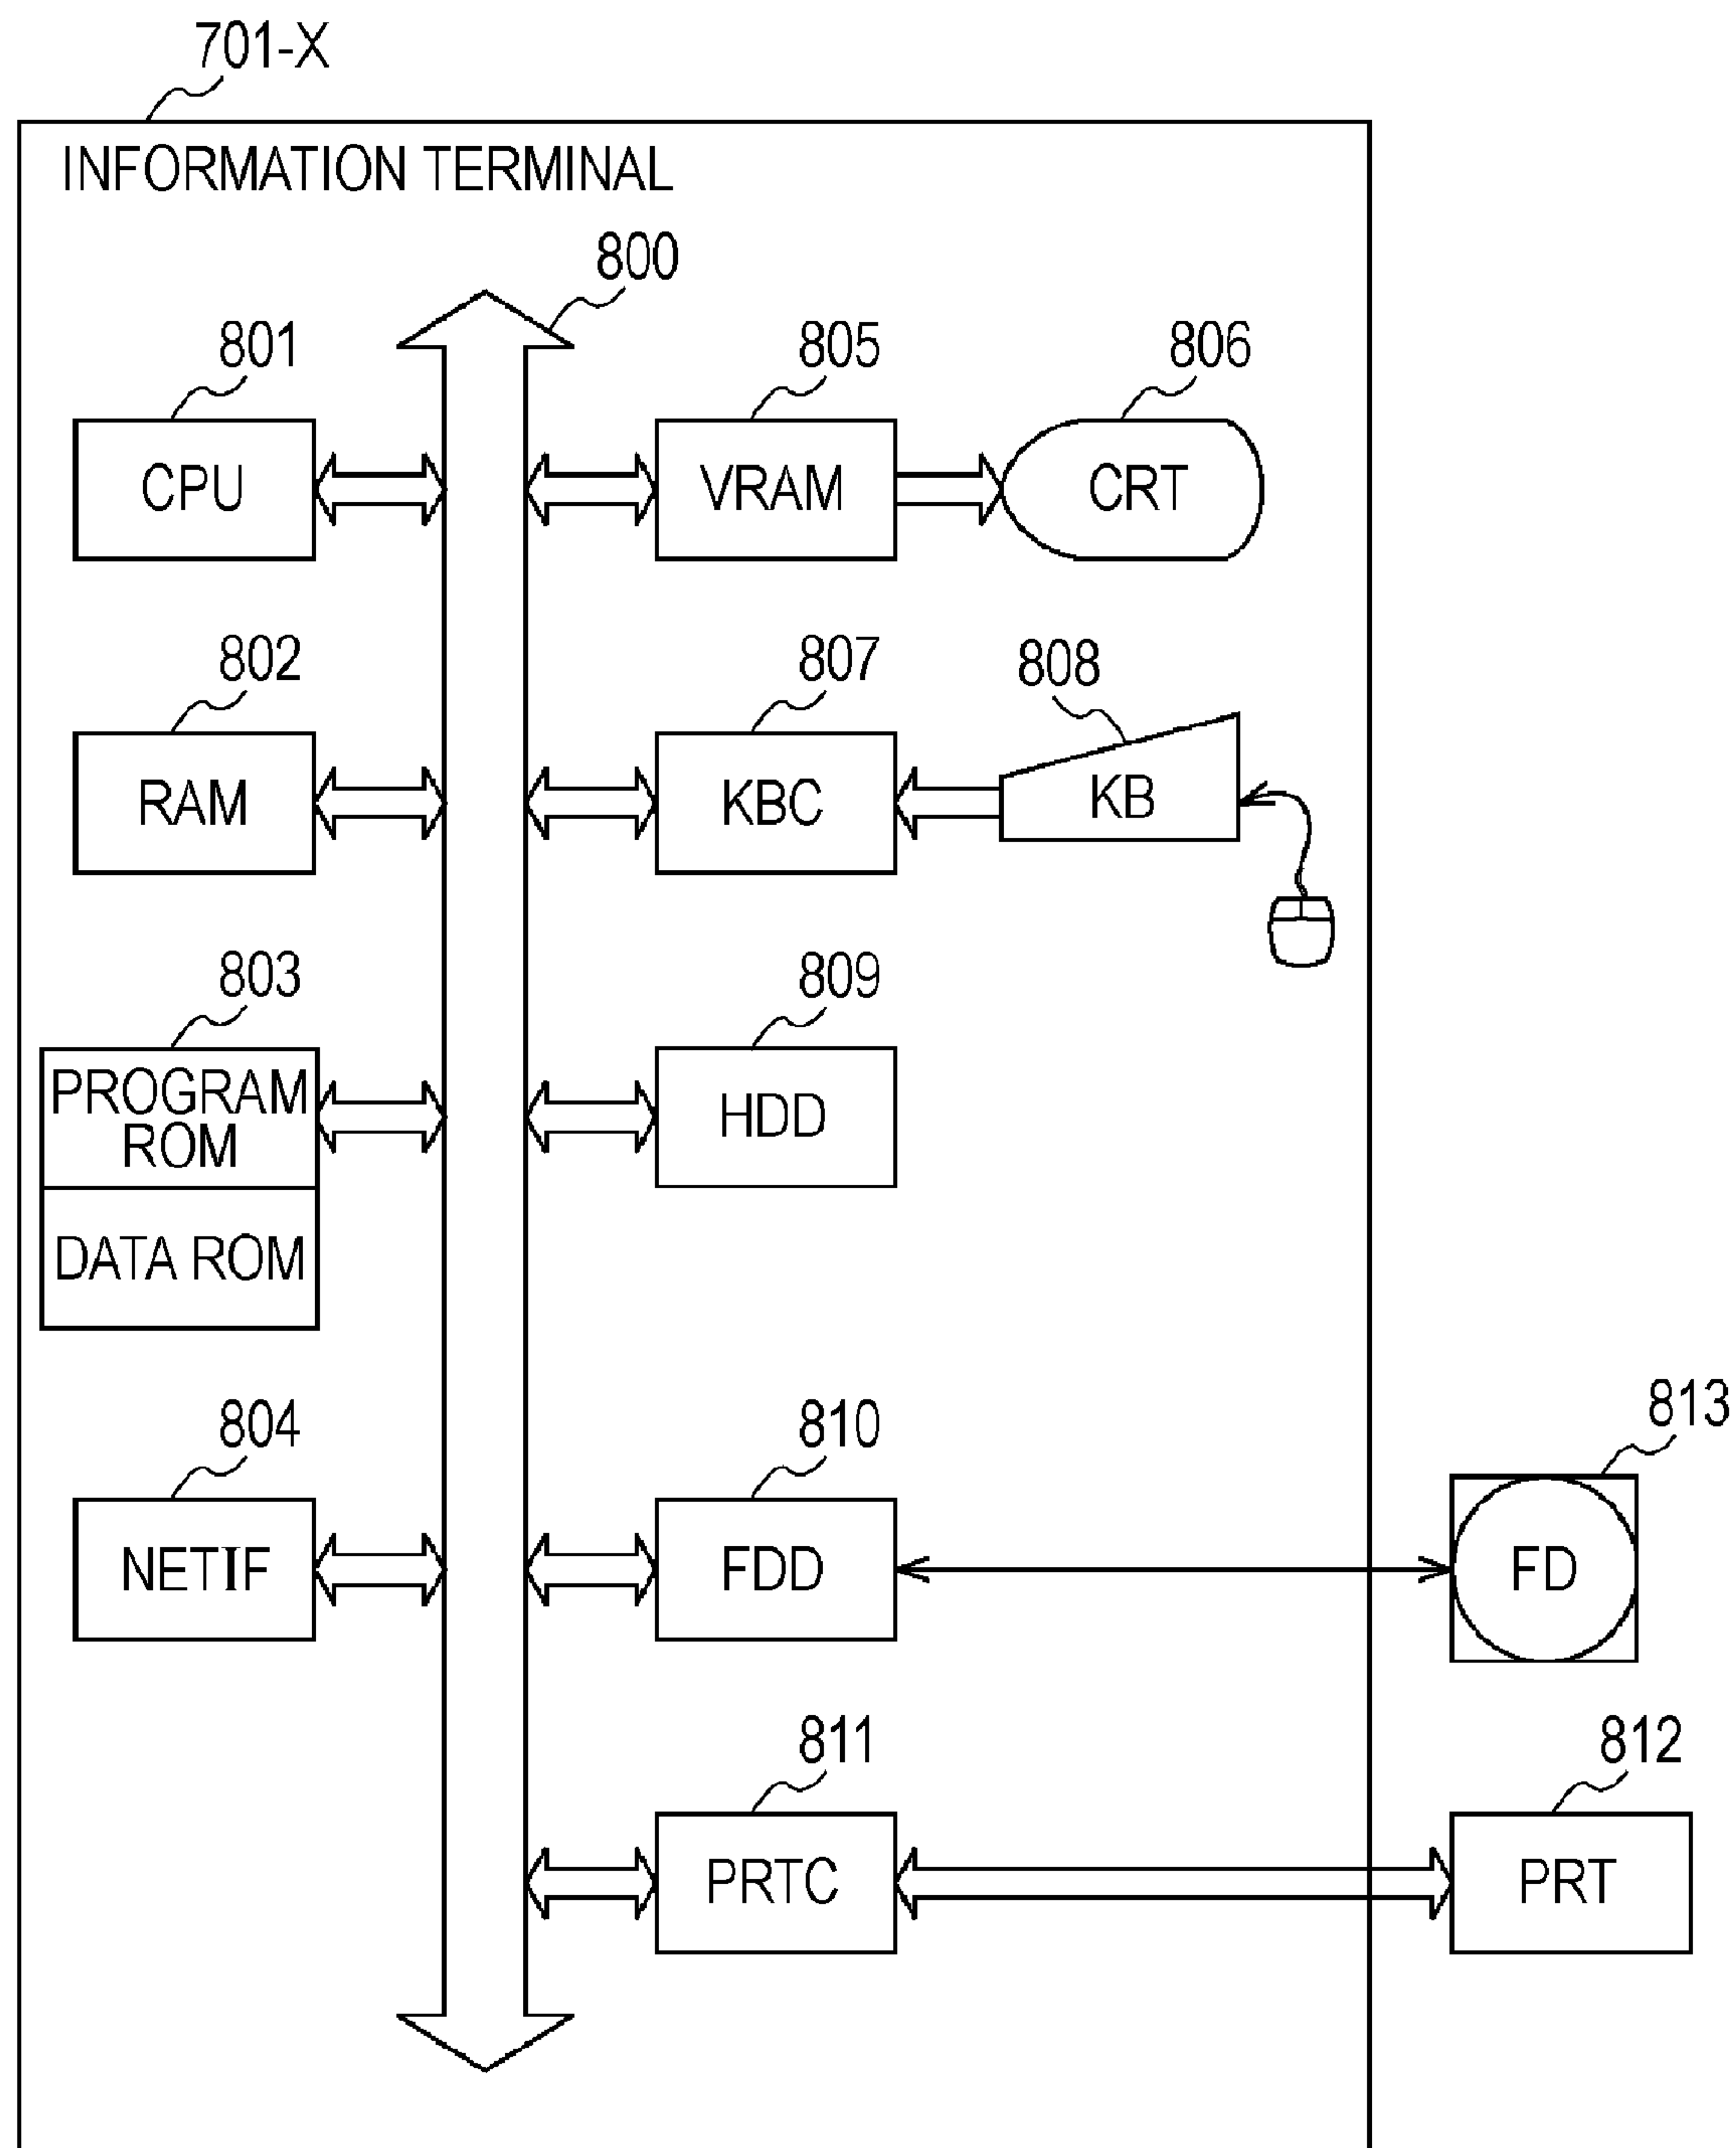 701-X
INFORMATION TERMINAL
800
801
805
806
CPU
VRAM
CRT
802
807
808
RAM
KBC
KB
803
809
PROGRAM
ROM
HDD
DATA ROM
804
810
813
NETIF
FDD
FD
811
812
PRTC
PRT